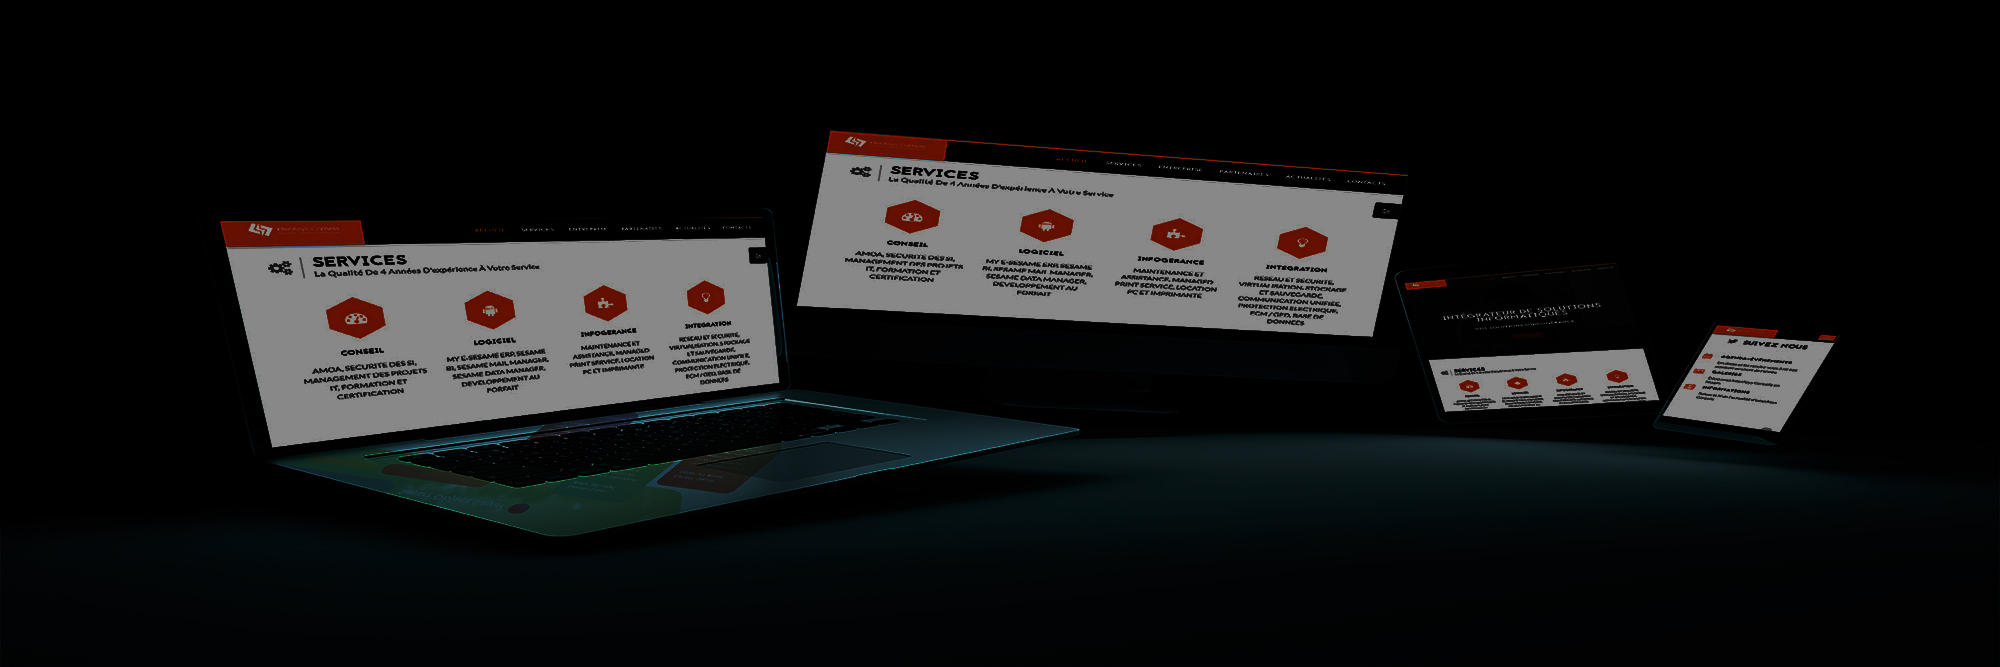 ACCUEIL SERVICES ENTREPRISE PARTENAIRES ACTUALITES CONTACTS
SERVICES
La Qualité De 4 Années D'expérience À Votre Service
CONSEIL
AMOA, SECURITE DES SI,
MANAGEMENT DES PROJETS
IT, FORMATION ET
CERTIFICATION
LOGICIEL
MY E-SESAME ERP, SESAME
BI, SESAME MAIL MANAGER,
SESAME DATA MANAGER,
DEVELOPPEMENT AU
FORFAIT
INFOGERANCE
MAINTENANCE ET
ASSISTANCE, MANAGED
PRINT SERVICE, LOCATION
PC ET IMPRIMANTE
INTEGRATION
RESEAU ET SECURITE,
VIRTUALISATION, STOCKAGE
ET SAUVEGARDE,
COMMUNICATION UNIFIEE,
PROTECTION ELECTRIQUE,
ECM / GED, BASE DE
DONNEES
ACCUEIL SERVICES ENTREPRISE PARTENAIRES ACTUALITES CONTACTS
SERVICES
La Qualité De 4 Années D'expérience À Votre Service
CONSEIL
AMOA, SECURITE DES SI,
MANAGEMENT DES PROJETS
IT, FORMATION ET
CERTIFICATION
LOGICIEL
MY E-SESAME ERP, SESAME
BI, SESAME MAIL MANAGER,
SESAME DATA MANAGER,
DEVELOPPEMENT AU
FORFAIT
INFOGERANCE
MAINTENANCE ET
ASSISTANCE, MANAGED
PRINT SERVICE, LOCATION
PC ET IMPRIMANTE
INTEGRATION
RESEAU ET SECURITE,
VIRTUALISATION, STOCKAGE
ET SAUVEGARDE,
COMMUNICATION UNIFIEE,
PROTECTION ELECTRIQUE,
ECM / GED, BASE DE
DONNEES
INTÉGRATEUR DE SOLUTIONS
INFORMATIQUES
SERVICES
SUIVEZ NOUS
AGENDA-ÉVÉNEMENTS
GALERIES
INFORMATIONS